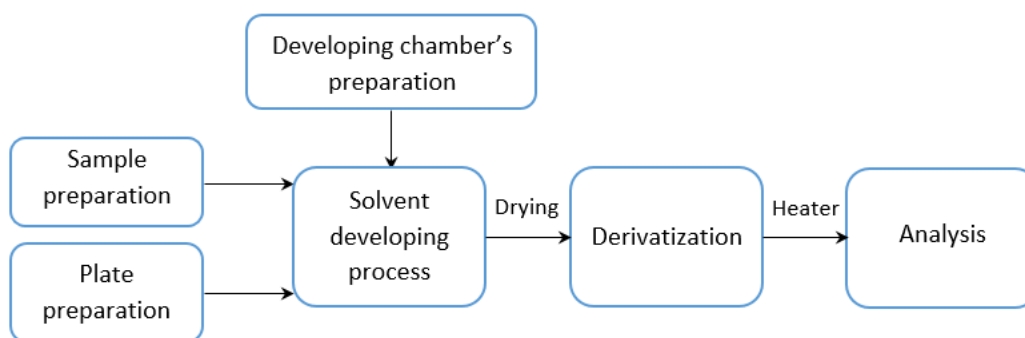 Developing chamber’s
preparation
Sample
preparation
Plate
preparation
Solvent
developing
process
Drying
Derivatization
Heater
Analysis